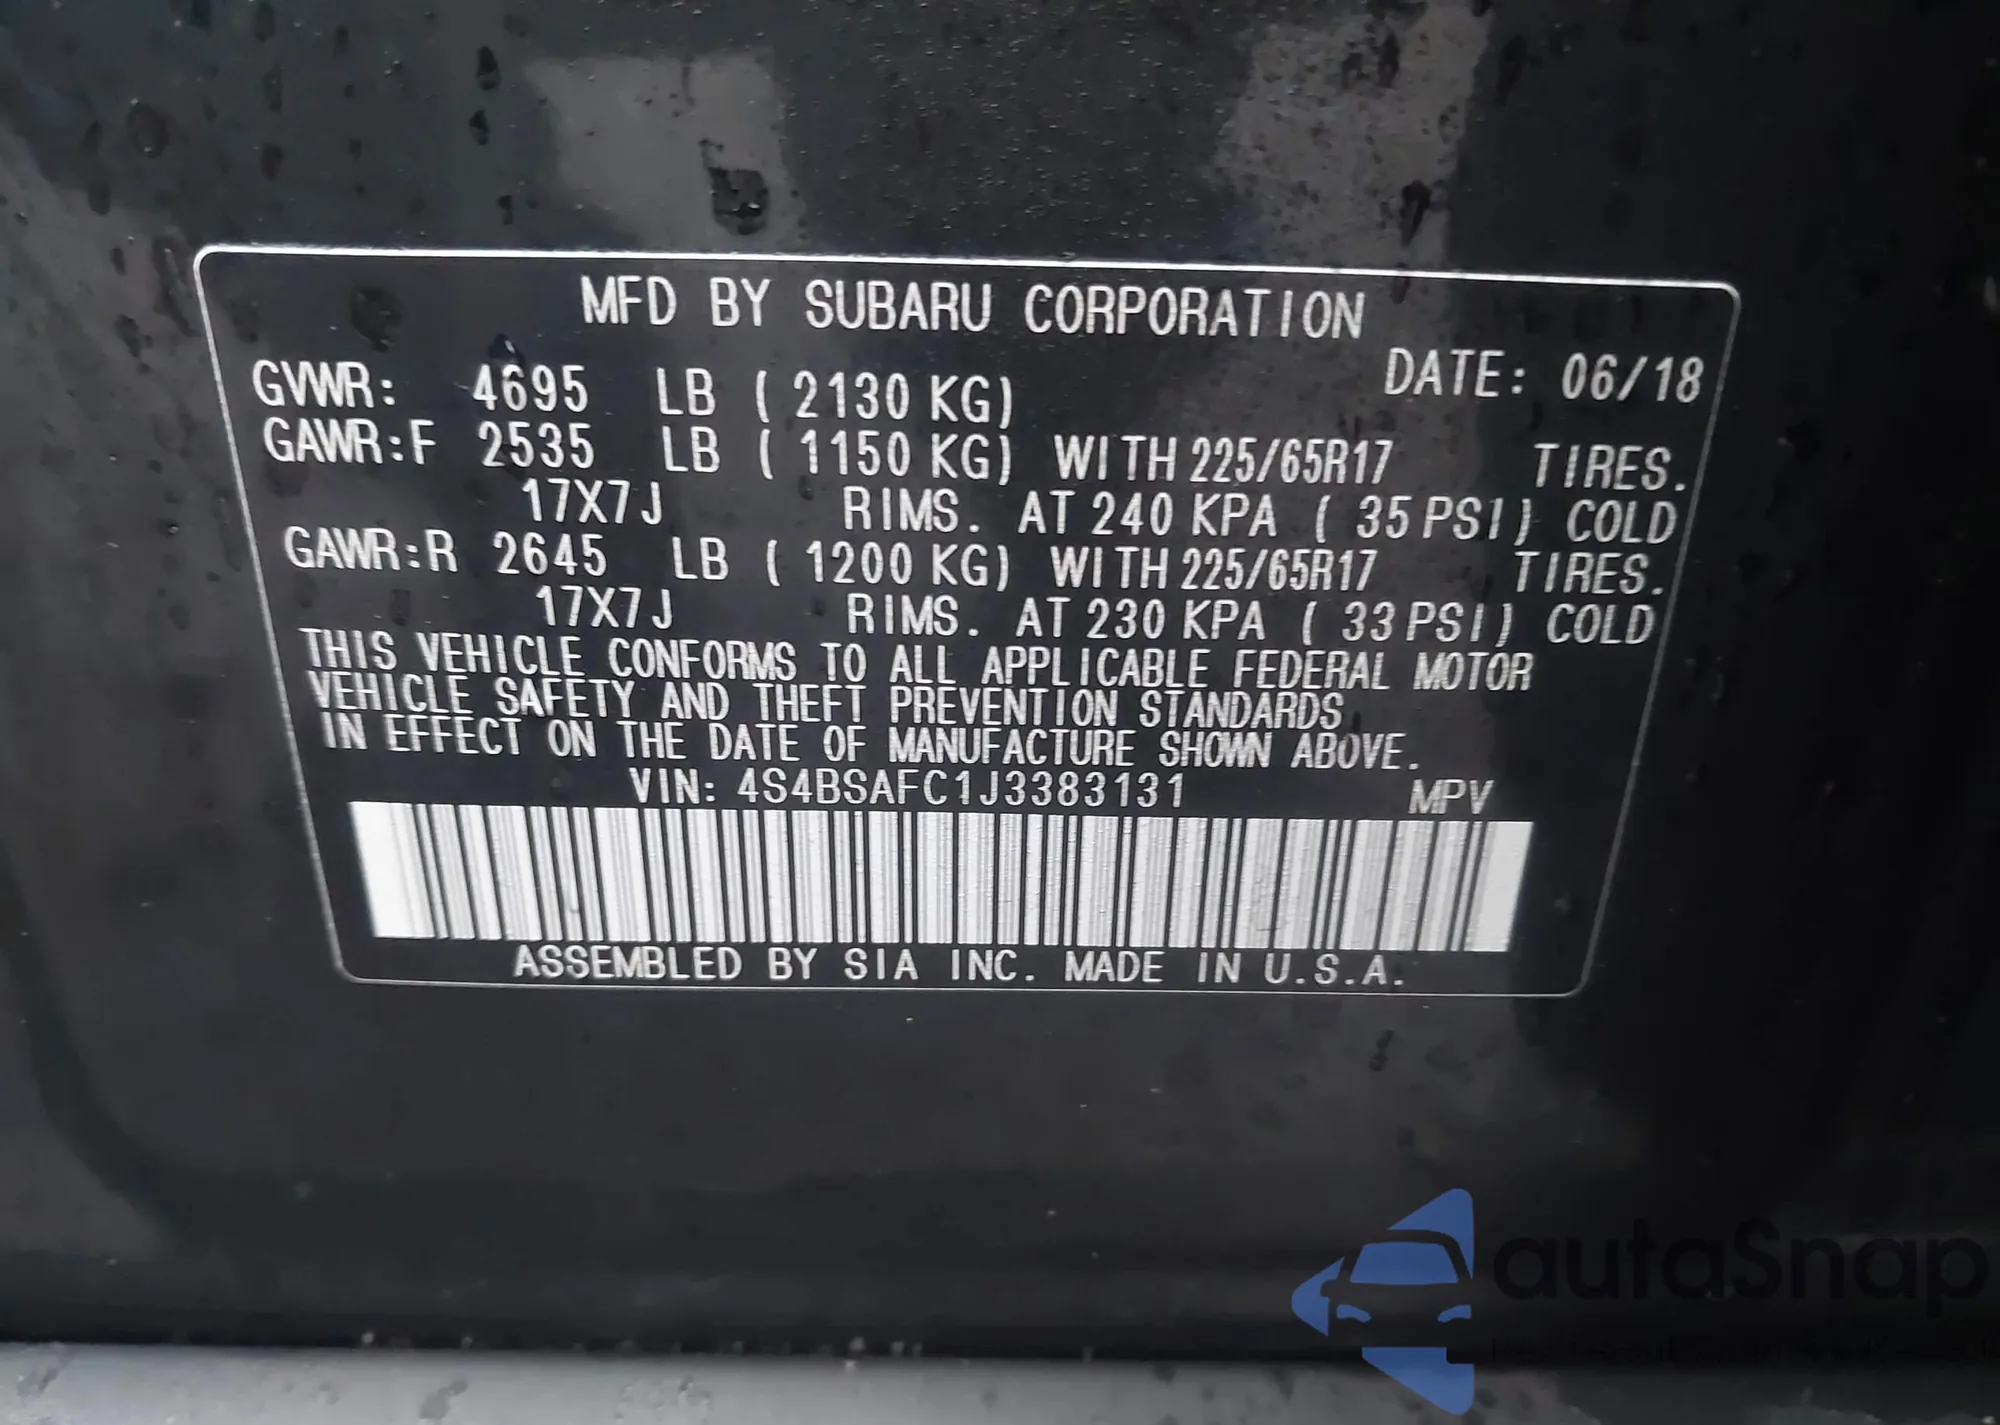 MFD BY SUBARU CORPORATION
DATE: 06/18
GVWR: 4695 LB ( 2130 KG)
GAWR:F 2535 LB ( 1150 KG) WITH 225/65R17 TIRES.
17X7J RIMS. AT 240 KPA ( 35 PSI) COLD
GAWR:R 2645 LB ( 1200 KG) WITH 225/65R17 TIRES.
17X7J RIMS. AT 230 KPA ( 33 PSI) COLD
THIS VEHICLE CONFORMS TO ALL APPLICABLE FEDERAL MOTOR
VEHICLE SAFETY AND THEFT PREVENTION STANDARDS
IN EFFECT ON THE DATE OF MANUFACTURE SHOWN ABOVE.
VIN: 4S4BSAFC1J3383131 MPV
ASSEMBLED BY SIA INC. MADE IN U.S.A.
autaSnap